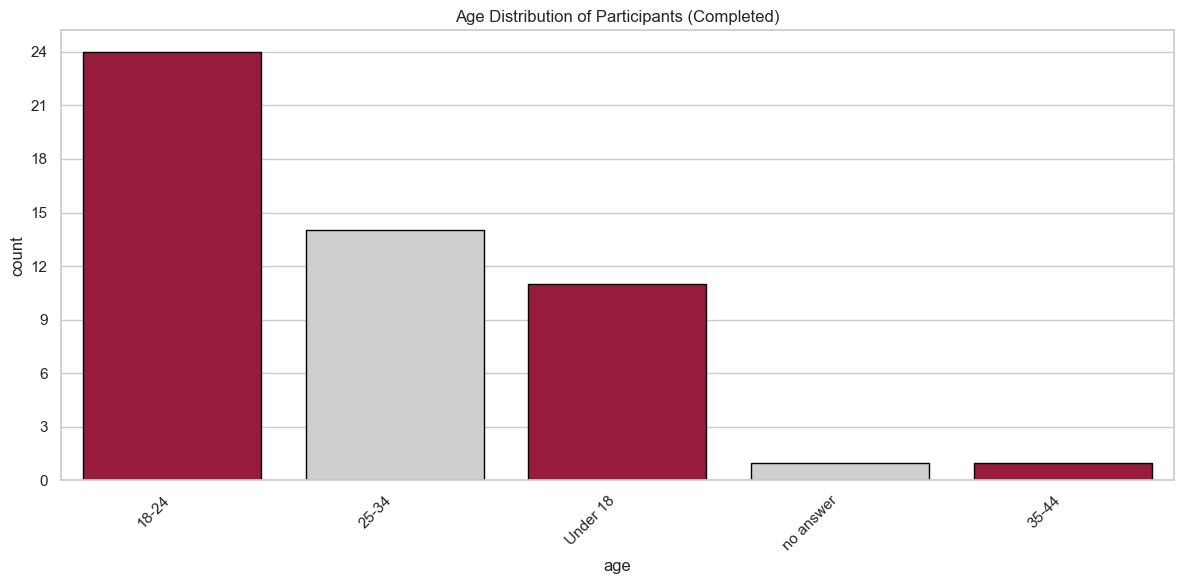 Age Distribution of Participants (Completed)
count
24
21
18
15
12
9
6
3
0
18-24
25-34
Under 18
no answer
35-44
age